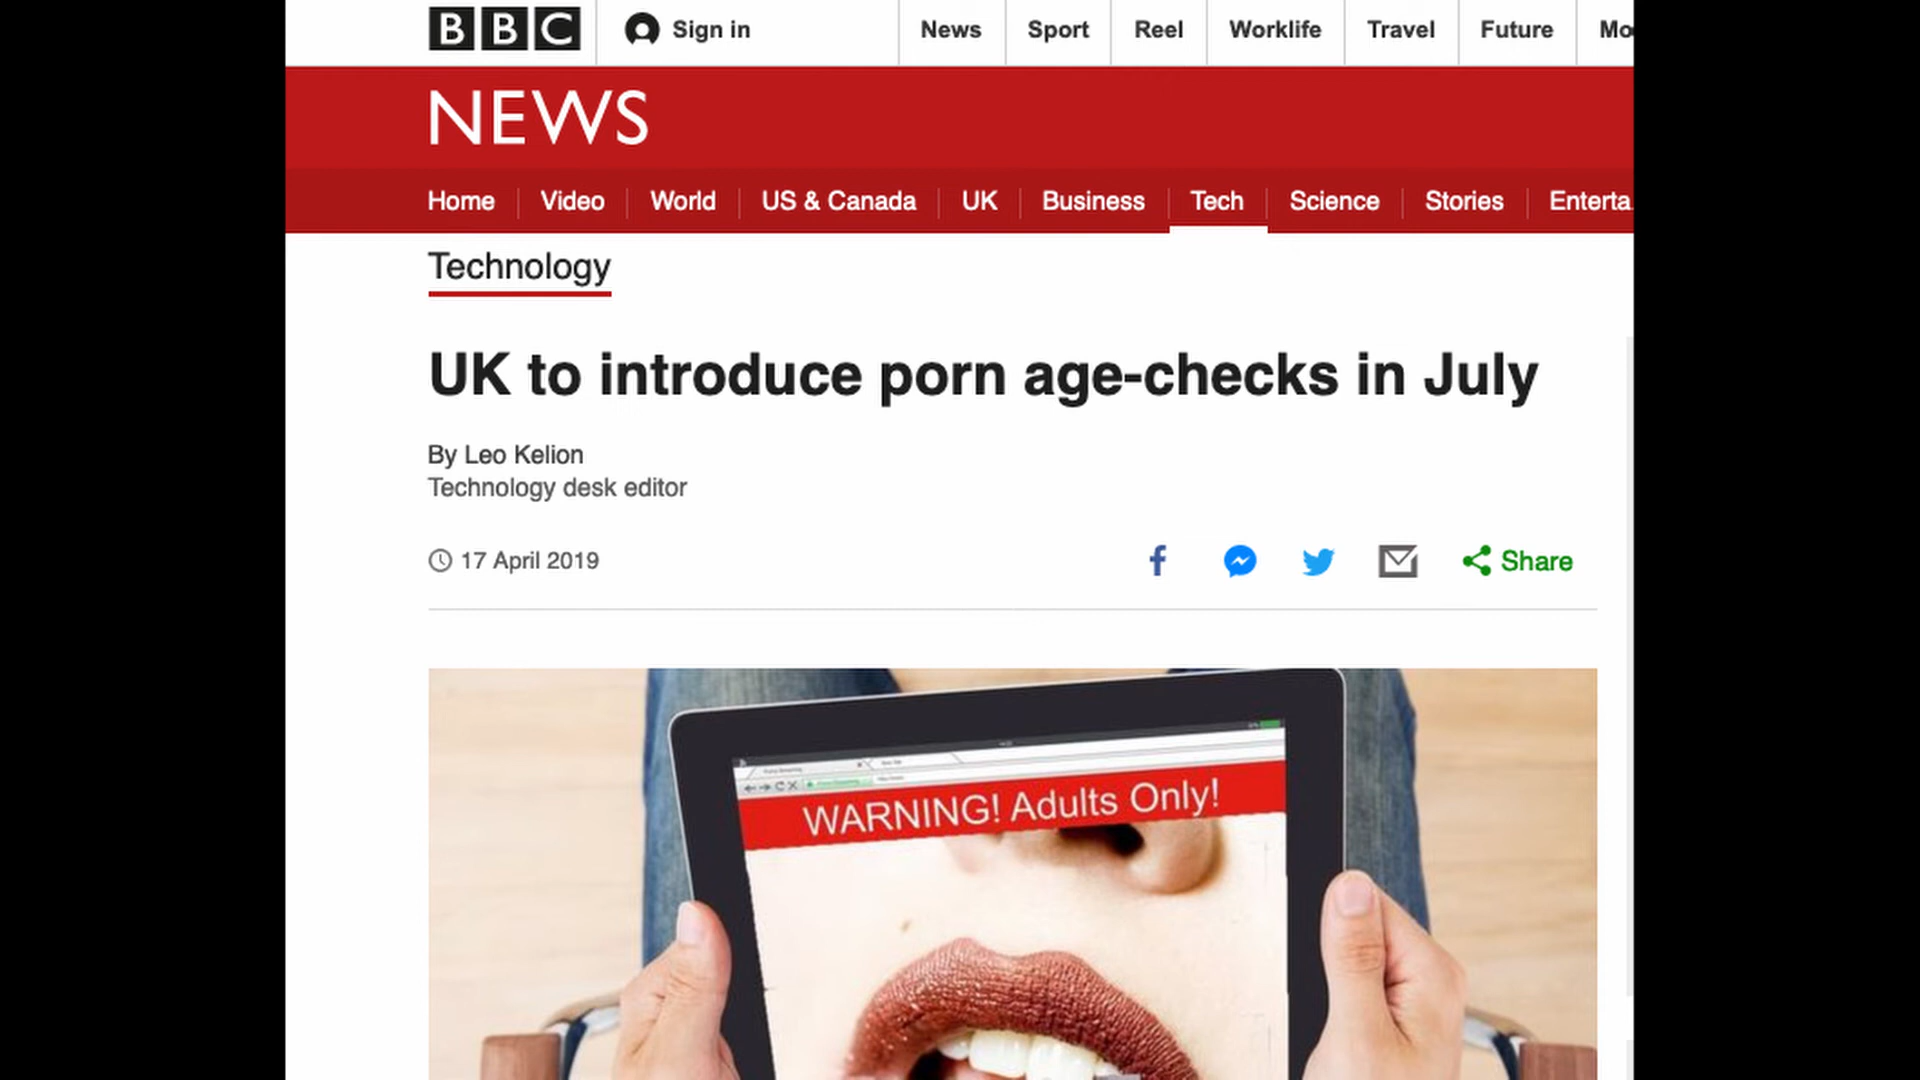 BBC
Sign in
News
Sport
Reel
Worklife
Travel
Future
Mo
NEWS
Home
Video
World
US & Canada
UK
Business
Tech
Science
Stories
Enterta
Technology
UK to introduce porn age-checks in July
By Leo Kelion
Technology desk editor
17 April 2019
Share
WARNING! Adults Only!